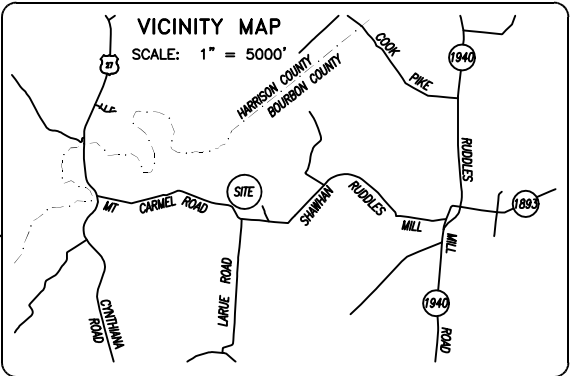 VICINITY MAP
SCALE: 1" = 5000'
27
HARRISON COUNTY
BOURBON COUNTY
COOK PIKE
1940
RUDDLES
MT CARMEL ROAD
SITE
SHAWHAN
RUDDLES MILL
1893
MILL
LARUE ROAD
CYNTHIANA
ROAD
1940
ROAD